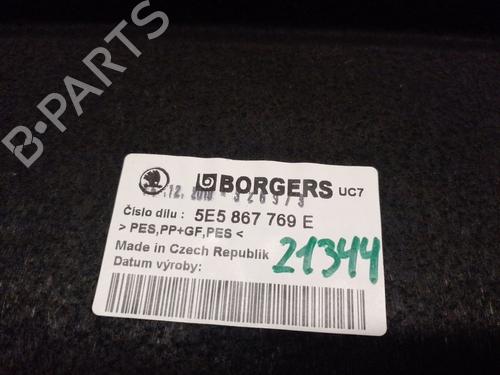 B-PARTS
BORGERS UC7
Číslo dílu : 5E5 867 769 E
> PES,PP+GF,PES <
Made in Czech Republik
Datum výroby:
21344